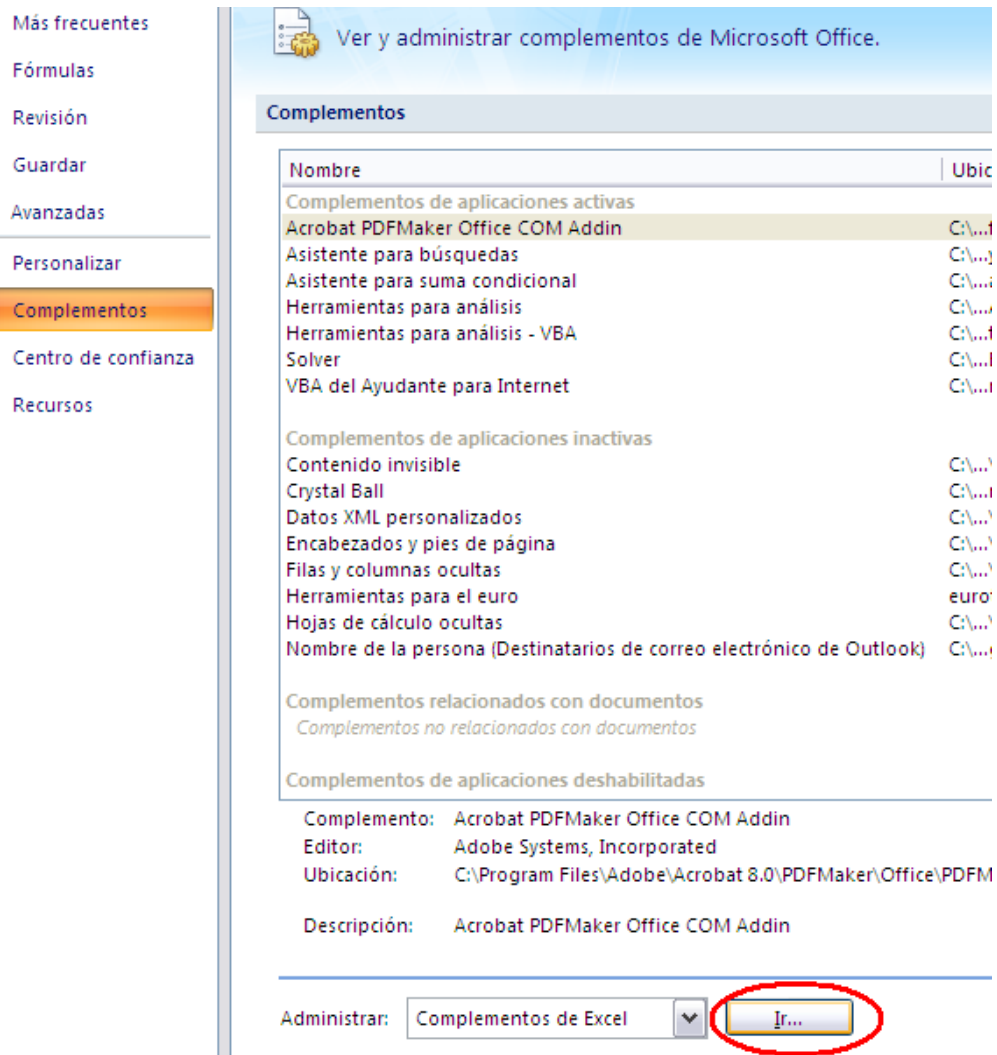 Más frecuentes
Fórmulas
Revisión
Guardar
Avanzadas
Personalizar
Complementos
Centro de confianza
Recursos
Ver y administrar complementos de Microsoft Office.
Complementos
Nombre Ubic
Complementos de aplicaciones activas
Acrobat PDFMaker Office COM Addin C:\...f
Asistente para búsquedas C:\...y
Asistente para suma condicional C:\...a
Herramientas para análisis C:\...
Herramientas para análisis - VBA C:\...f
Solver C:\...
VBA del Ayudante para Internet C:\...
Complementos de aplicaciones inactivas
Contenido invisible C:\...\
Crystal Ball C:\...
Datos XML personalizados C:\...\
Encabezados y pies de página C:\...\
Filas y columnas ocultas C:\...\
Herramientas para el euro euro
Hojas de cálculo ocultas C:\...\
Nombre de la persona (Destinatarios de correo electrónico de Outlook) C:\...g
Complementos relacionados con documentos
Complementos no relacionados con documentos
Complementos de aplicaciones deshabilitadas
Complemento: Acrobat PDFMaker Office COM Addin
Editor: Adobe Systems, Incorporated
Ubicación: C:\Program Files\Adobe\Acrobat 8.0\PDFMaker\Office\PDFM
Descripción: Acrobat PDFMaker Office COM Addin
Administrar: Complementos de Excel Ir...